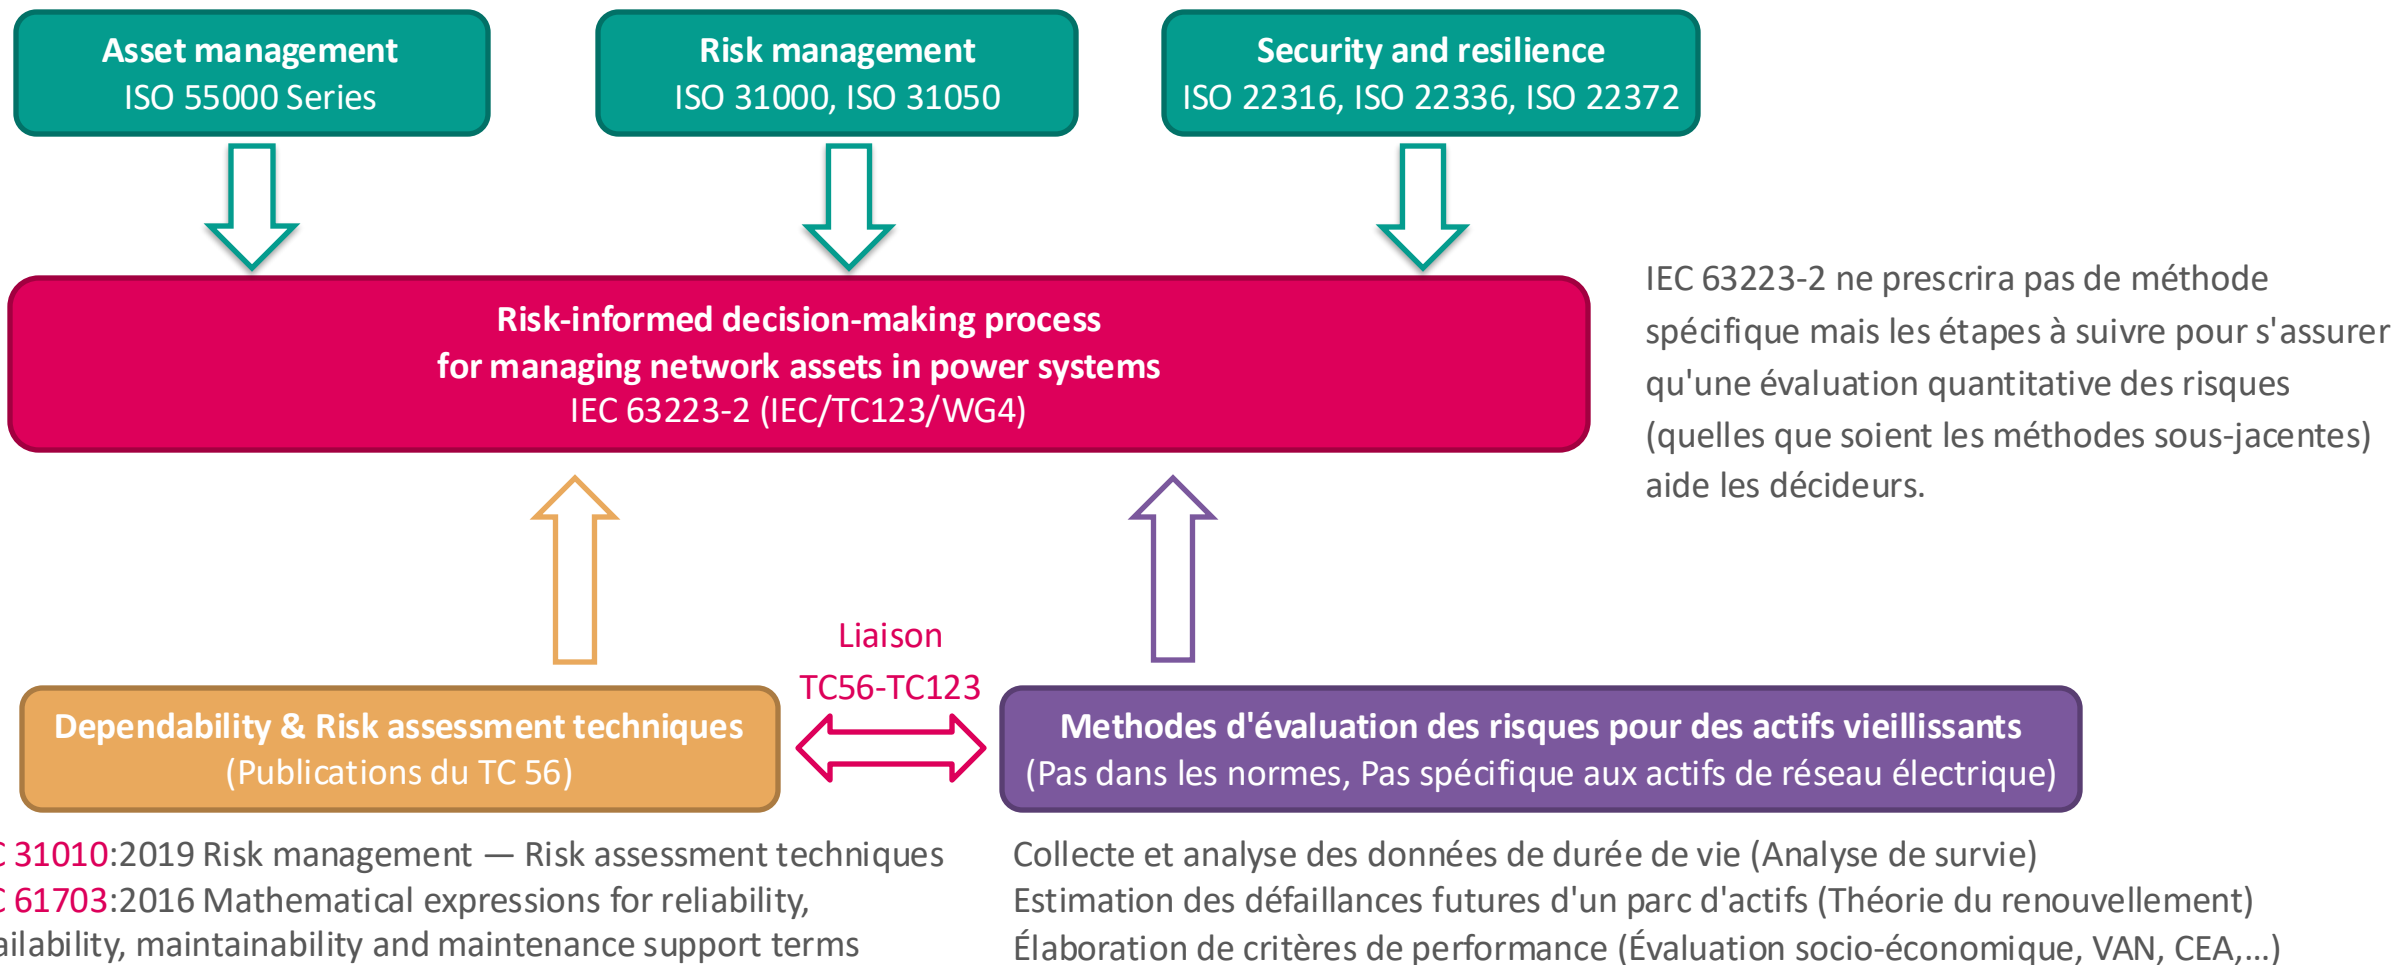 Asset management
ISO 55000 Series
Risk management
ISO 31000, ISO 31050
Security and resilience
ISO 22316, ISO 22336, ISO 22372
Risk-informed decision-making process
for managing network assets in power systems
IEC 63223-2 (IEC/TC123/WG4)
IEC 63223-2 ne prescrira pas de méthode
spécifique mais les étapes à suivre pour s'assurer
qu'une évaluation quantitative des risques
(quelles que soient les méthodes sous-jacentes)
aide les décideurs.
Liaison
TC56-TC123
Dependability & Risk assessment techniques
(Publications du TC 56)
Methodes d'évaluation des risques pour des actifs vieillissants
(Pas dans les normes, Pas spécifique aux actifs de réseau électrique)
C 31010:2019 Risk management — Risk assessment techniques
C 61703:2016 Mathematical expressions for reliability,
ailability, maintainability and maintenance support terms
Collecte et analyse des données de durée de vie (Analyse de survie)
Estimation des défaillances futures d'un parc d'actifs (Théorie du renouvellement)
Élaboration de critères de performance (Évaluation socio-économique, VAN, CEA,...)